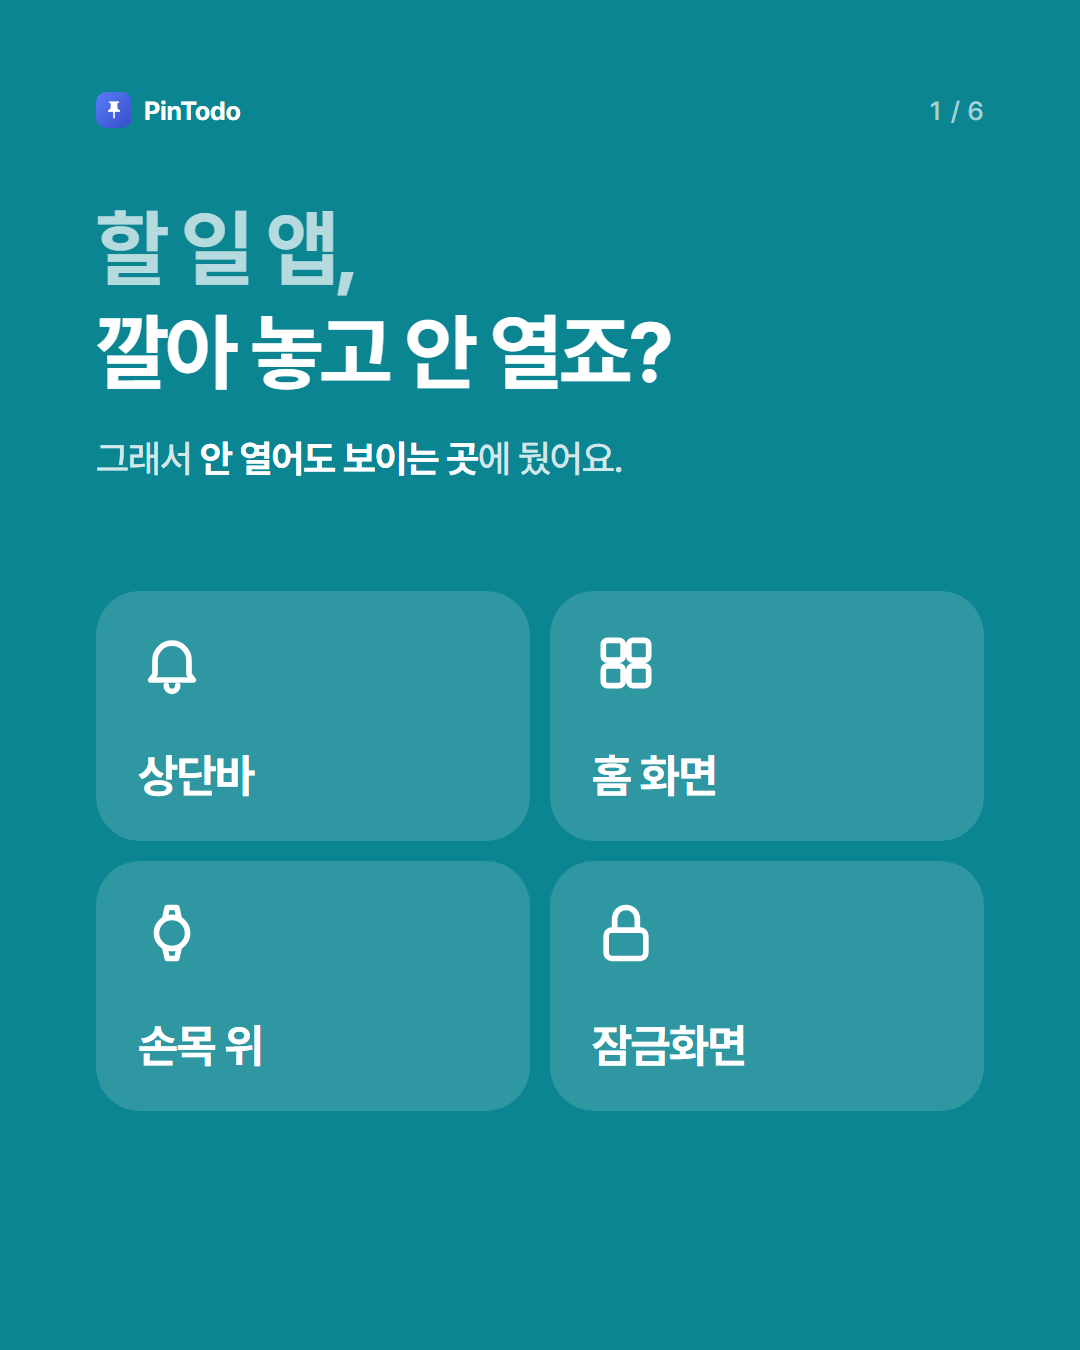 PinTodo
1 / 6
할 일 앱,
깔아 놓고 안 열죠?
그래서 안 열어도 보이는 곳에 뒀어요.
상단바
홈 화면
손목 위
잠금화면